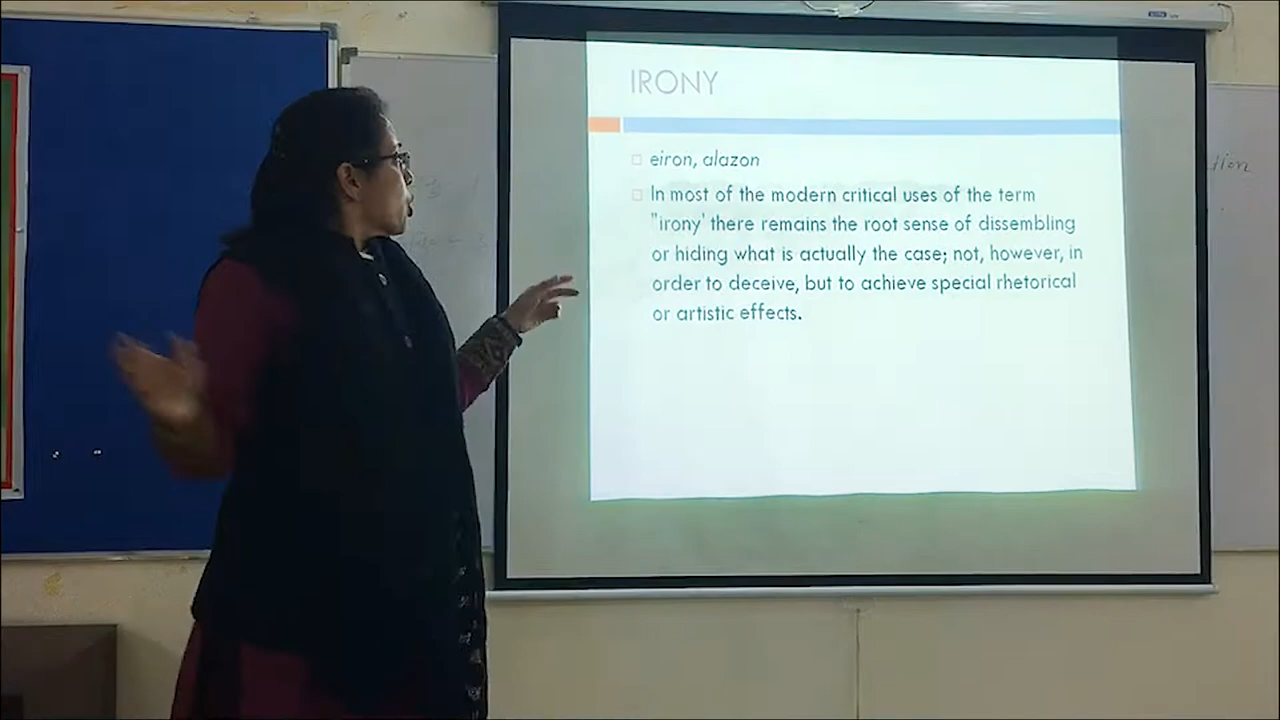 IRONY
eiron, alazon
In most of the modern critical uses of the term
"irony' there remains the root sense of dissembling
or hiding what is actually the case; not, however, in
order to deceive, but to achieve special rhetorical
or artistic effects.
tion